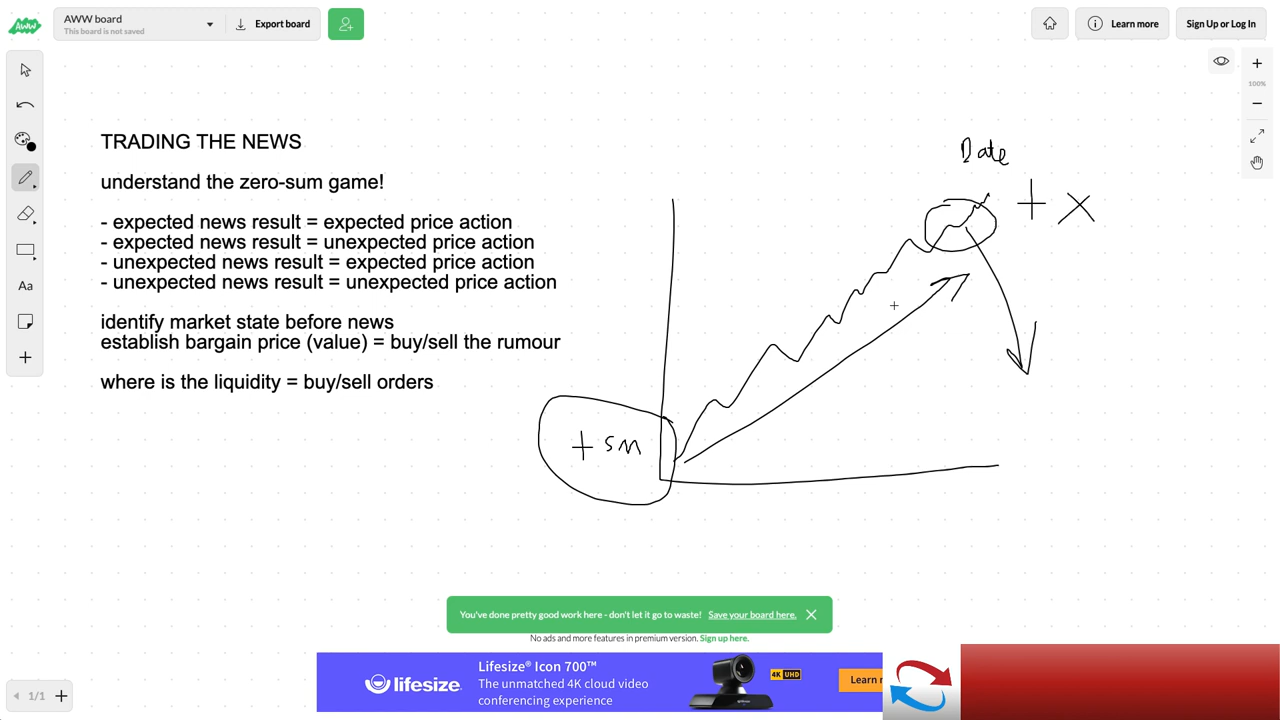 AWW
AWW board
This board is not saved
Export board
Learn more
Sign Up or Log In
100%
TRADING THE NEWS
understand the zero-sum game!
- expected news result = expected price action
- expected news result = unexpected price action
- unexpected news result = expected price action
- unexpected news result = unexpected price action
identify market state before news
establish bargain price (value) = buy/sell the rumour
where is the liquidity = buy/sell orders
Date
+ X
+ SM
Aa
You've done pretty good work here - don't let it go to waste! Save your board here.
No ads and more features in premium version. Sign up here.
lifesize
Lifesize® Icon 700™
The unmatched 4K cloud video
conferencing experience
4K UHD
Learn
1/1